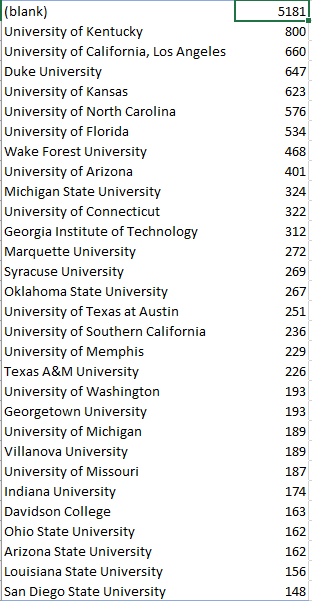 (blank) 5181
University of Kentucky 800
University of California, Los Angeles 660
Duke University 647
University of Kansas 623
University of North Carolina 576
University of Florida 534
Wake Forest University 468
University of Arizona 401
Michigan State University 324
University of Connecticut 322
Georgia Institute of Technology 312
Marquette University 272
Syracuse University 269
Oklahoma State University 267
University of Texas at Austin 251
University of Southern California 236
University of Memphis 229
Texas A&M University 226
University of Washington 193
Georgetown University 193
University of Michigan 189
Villanova University 189
University of Missouri 187
Indiana University 174
Davidson College 163
Ohio State University 162
Arizona State University 162
Louisiana State University 156
San Diego State University 148